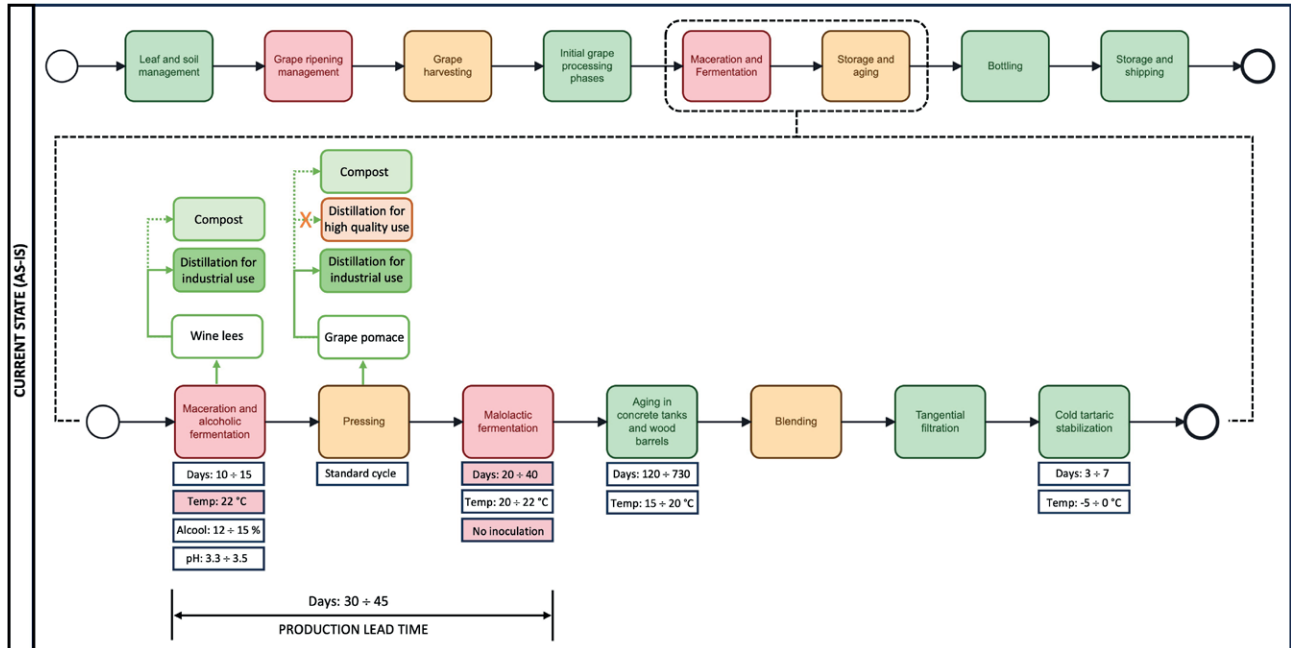 CURRENT STATE (AS-IS)
Leaf and soil
management
Grape ripening
management
Grape
harvesting
Initial grape
processing
phases
Maceration and
Fermentation
Storage and
aging
Bottling
Storage and
shipping
Compost
Distillation for
industrial use
Wine lees
Compost
X
Distillation for
high quality use
Distillation for
industrial use
Grape pomace
Maceration and
alcoholic
fermentation
Pressing
Malolactic
fermentation
Aging in
concrete tanks
and wood
barrels
Blending
Tangential
filtration
Cold tartaric
stabilization
Days: 10 ÷ 15
Temp: 22 °C
Alcool: 12 ÷ 15 %
pH: 3.3 ÷ 3.5
Standard cycle
Days: 20 ÷ 40
Temp: 20 ÷ 22 °C
No inoculation
Days: 120 ÷ 730
Temp: 15 ÷ 20 °C
Days: 3 ÷ 7
Temp: -5 ÷ 0 °C
Days: 30 ÷ 45
PRODUCTION LEAD TIME